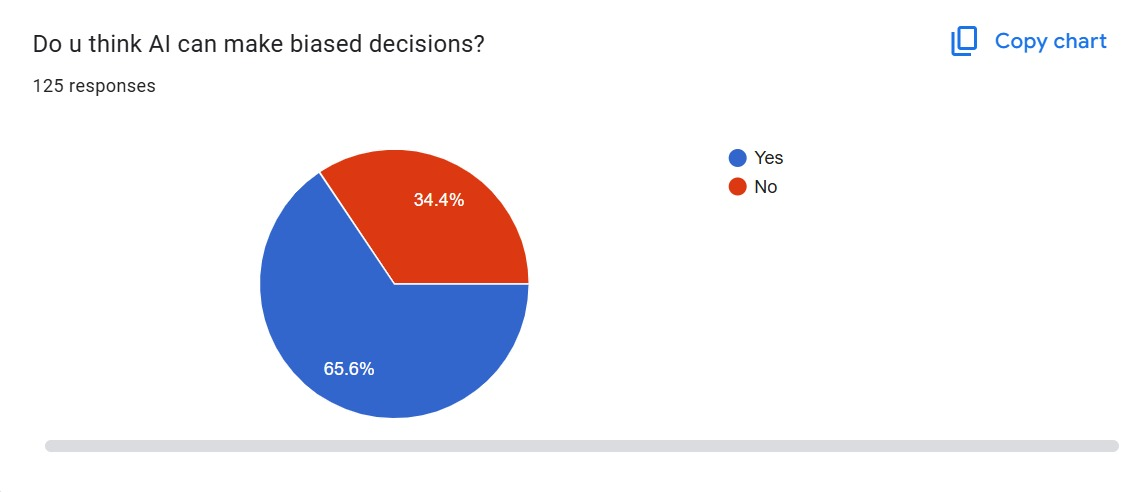 Do u think AI can make biased decisions?
Copy chart
125 responses
Yes
No
34.4%
65.6%